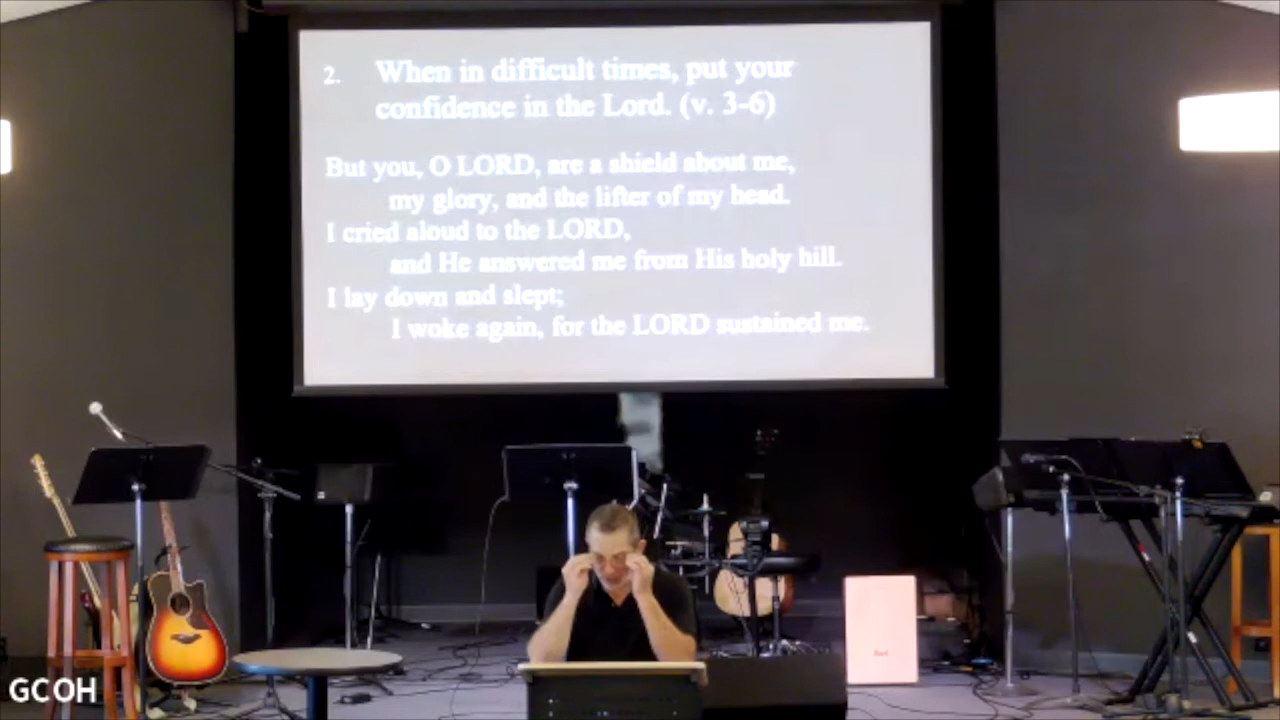 2. When in difficult times, put your
confidence in the Lord. (v. 3-6)
But you, O LORD, are a shield about me,
my glory, and the lifter of my head.
I cried aloud to the LORD,
and He answered me from His holy hill.
I lay down and slept;
I woke again, for the LORD sustained me.
GCOH